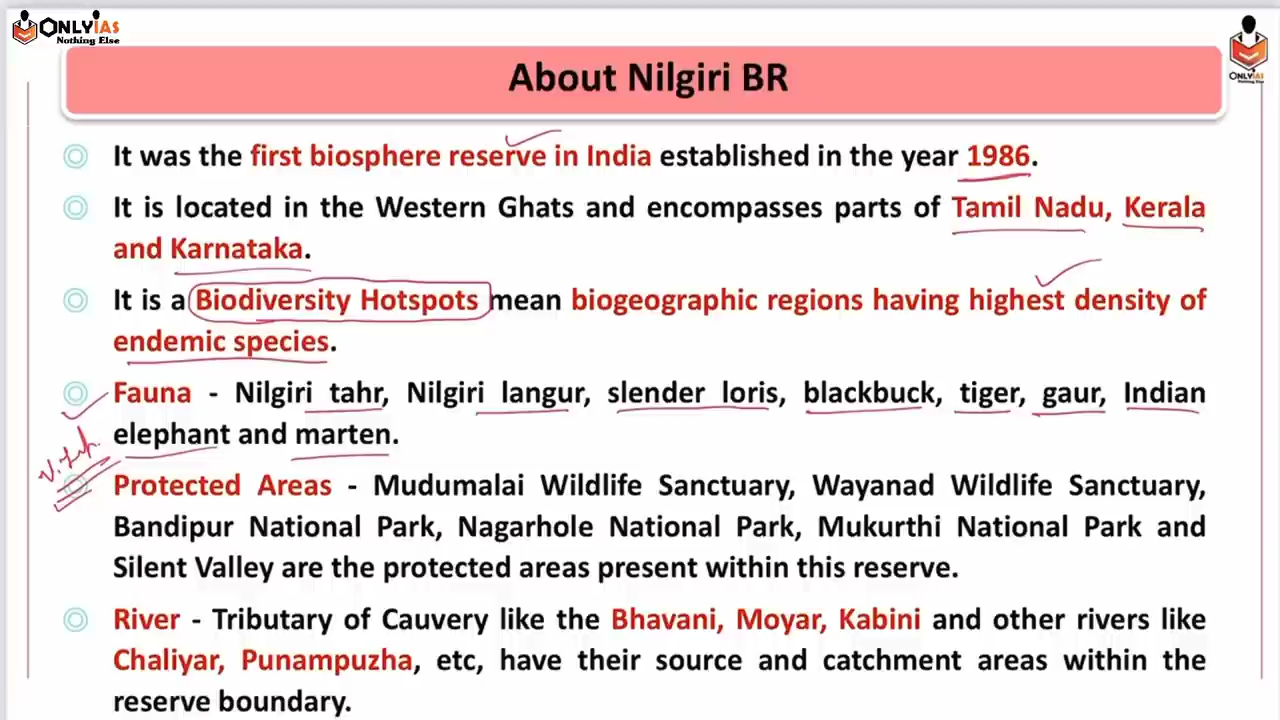 ONLYIAS
Nothing Else
ONLYIAS
Nothing Else
About Nilgiri BR
It was the first biosphere reserve in India established in the year 1986.
It is located in the Western Ghats and encompasses parts of Tamil Nadu, Kerala
and Karnataka.
It is a Biodiversity Hotspots mean biogeographic regions having highest density of
endemic species.
Fauna - Nilgiri tahr, Nilgiri langur, slender loris, blackbuck, tiger, gaur, Indian
elephant and marten.
Protected Areas - Mudumalai Wildlife Sanctuary, Wayanad Wildlife Sanctuary,
Bandipur National Park, Nagarhole National Park, Mukurthi National Park and
Silent Valley are the protected areas present within this reserve.
River - Tributary of Cauvery like the Bhavani, Moyar, Kabini and other rivers like
Chaliyar, Punampuzha, etc, have their source and catchment areas within the
reserve boundary.